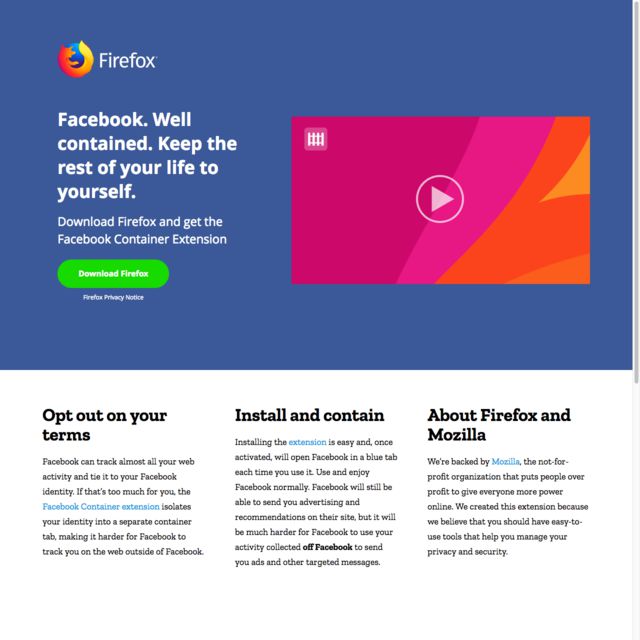 Firefox
Facebook. Well
contained. Keep the
rest of your life to
yourself.
Download Firefox and get the
Facebook Container Extension
Download Firefox
Firefox Privacy Notice
Opt out on your
terms
Facebook can track almost all your web
activity and tie it to your Facebook
identity. If that's too much for you, the
Facebook Container extension isolates
your identity into a separate container
tab, making it harder for Facebook to
track you on the web outside of Facebook.
Install and contain
Installing the extension is easy and, once
activated, will open Facebook in a blue tab
each time you use it. Use and enjoy
Facebook normally. Facebook will still be
able to send you advertising and
recommendations on their site, but it will
be much harder for Facebook to use your
activity collected off Facebook to send
you ads and other targeted messages.
About Firefox and
Mozilla
We're backed by Mozilla, the not-for-
profit organization that puts people over
profit to give everyone more power
online. We created this extension because
we believe that you should have easy-to-
use tools that help you manage your
privacy and security.